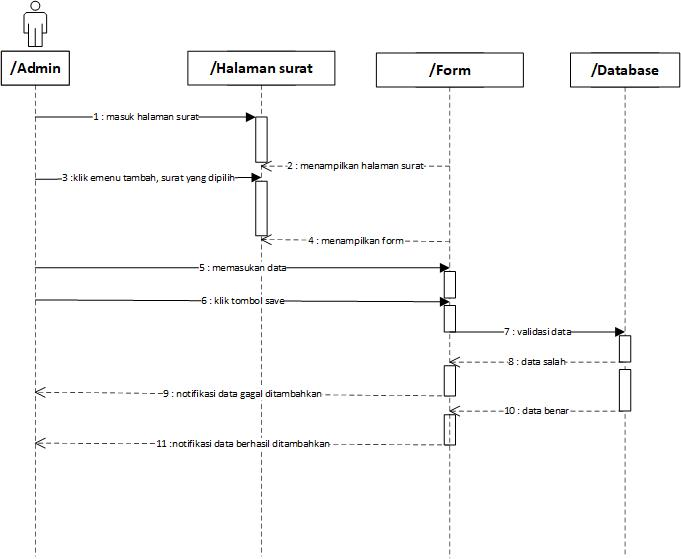 /Admin
/Halaman surat
/Form
/Database
1 : masuk halaman surat
2 : menampilkan halaman surat
3 :klik emenu tambah, surat yang dipilih
4 : menampilkan form
5 : memasukan data
6 : klik tombol save
7 : validasi data
8 : data salah
9 : notifikasi data gagal ditambahkan
10 : data benar
11 :notifikasi data berhasil ditambahkan